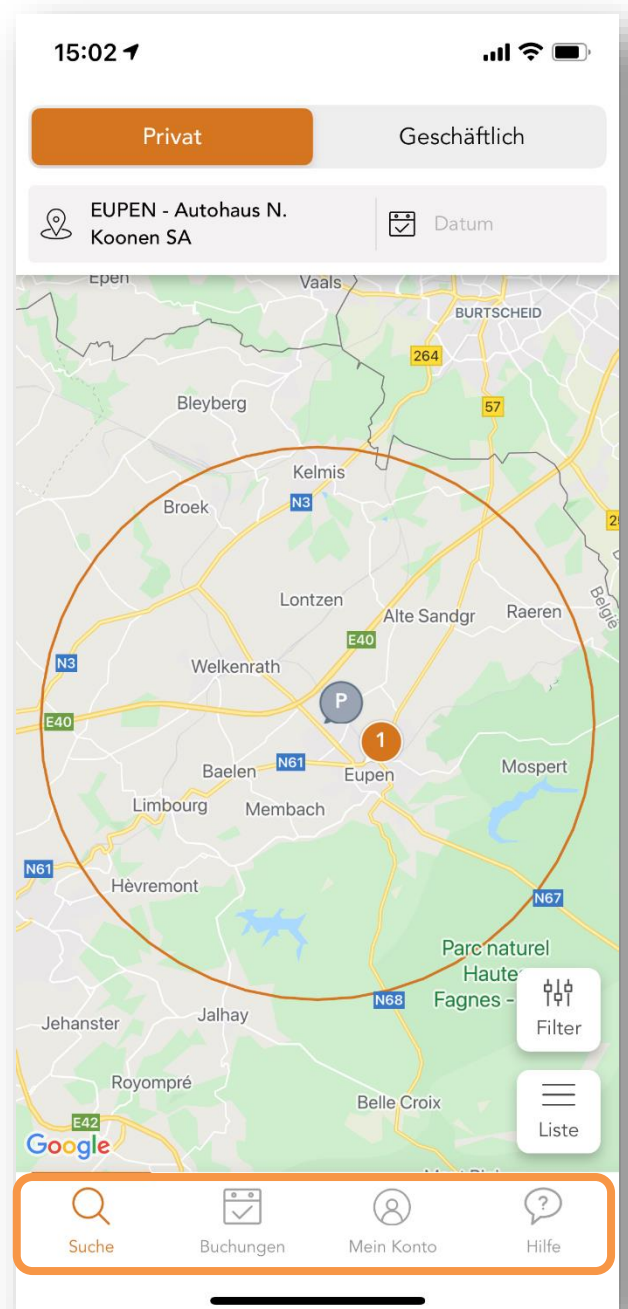 15:02
Privat
Geschäftlich
EUPEN - Autohaus N.
Koonen SA
Datum
Epen
Vaals
BURTSCHEID
264
Bleyberg
57
Kelmis
Broek
N3
Lontzen
Alte Sandgr
Raeren
België
E40
N3
Welkenrath
P
E40
1
Baelen
N61
Eupen
Mospert
Limbourg
Membach
N61
Hèvremont
N67
Parc naturel
Hautes
Fagnes -
N68
Filter
Jehanster
Jalhay
Royompré
Belle Croix
E42
Google
Liste
Suche
Buchungen
Mein Konto
?
Hilfe